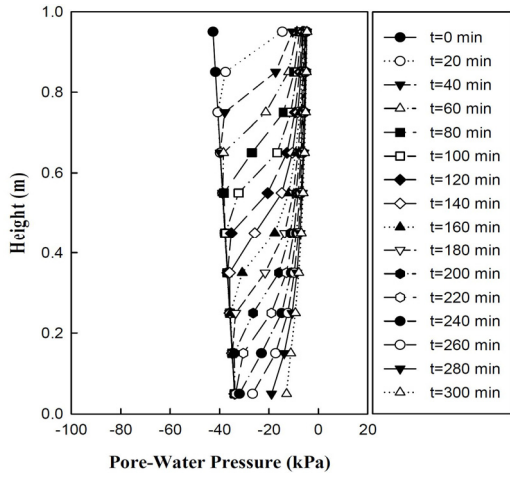 1.0
0.8
0.6
0.4
0.2
0.0
Height (m)
-100 -80 -60 -40 -20 0 20
Pore-Water Pressure (kPa)
t=0 min
t=20 min
t=40 min
t=60 min
t=80 min
t=100 min
t=120 min
t=140 min
t=160 min
t=180 min
t=200 min
t=220 min
t=240 min
t=260 min
t=280 min
t=300 min